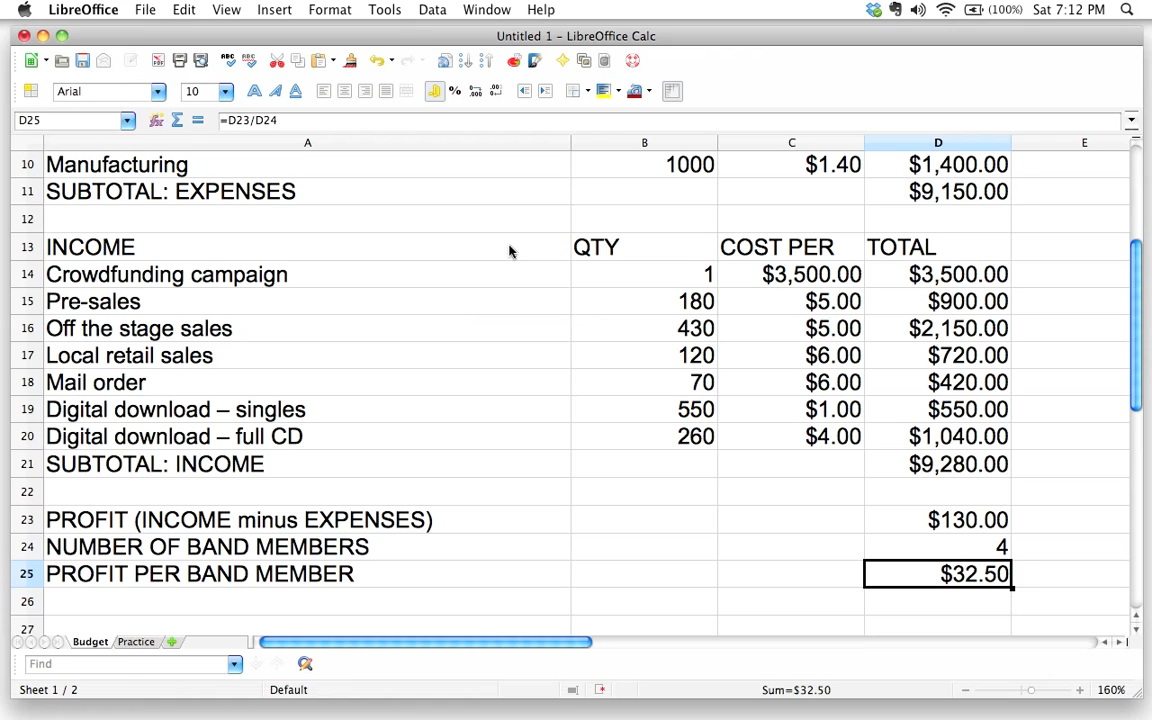 LibreOffice File Edit View Insert Format Tools Data Window Help (100%) Sat 7:12 PM
Untitled 1 – LibreOffice Calc
Arial 10 %
D25 =D23/D24
A B C D E
10 Manufacturing 1000 $1.40 $1,400.00
11 SUBTOTAL: EXPENSES $9,150.00
12
13 INCOME QTY COST PER TOTAL
14 Crowdfunding campaign 1 $3,500.00 $3,500.00
15 Pre-sales 180 $5.00 $900.00
16 Off the stage sales 430 $5.00 $2,150.00
17 Local retail sales 120 $6.00 $720.00
18 Mail order 70 $6.00 $420.00
19 Digital download – singles 550 $1.00 $550.00
20 Digital download – full CD 260 $4.00 $1,040.00
21 SUBTOTAL: INCOME $9,280.00
22
23 PROFIT (INCOME minus EXPENSES) $130.00
24 NUMBER OF BAND MEMBERS 4
25 PROFIT PER BAND MEMBER $32.50
26
27
Budget Practice
Find
Sheet 1 / 2 Default Sum=$32.50 160%